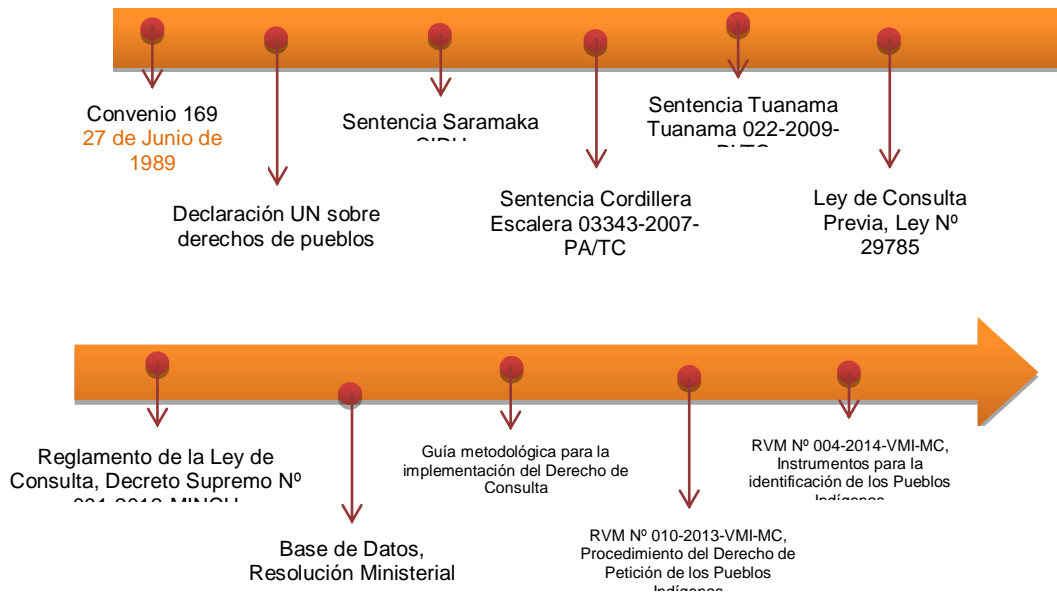 Convenio 169
27 de Junio de
1989
Declaración UN sobre
derechos de pueblos
Sentencia Saramaka
Sentencia Cordillera
Escalera 03343-2007-
PA/TC
Sentencia Tuanama
Tuanama 022-2009-
Ley de Consulta
Previa, Ley Nº
29785
Reglamento de la Ley de
Consulta, Decreto Supremo Nº
Base de Datos,
Resolución Ministerial
Guía metodológica para la
implementación del Derecho de
Consulta
RVM Nº 010-2013-VMI-MC,
Procedimiento del Derecho de
Petición de los Pueblos
Indígenas
RVM Nº 004-2014-VMI-MC,
Instrumentos para la
identificación de los Pueblos
Indígenas